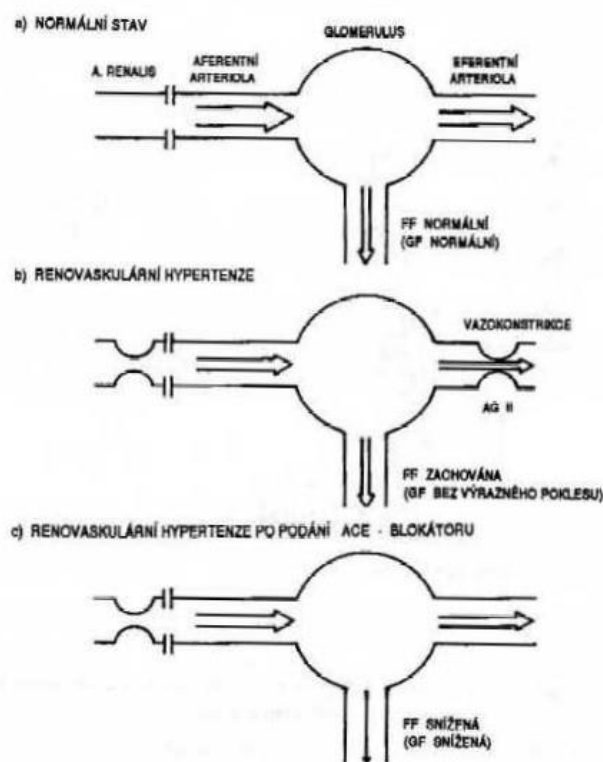 a) NORMÁLNÍ STAV
GLOMERULUS
A. RENALIS
AFERENTNÍ
ARTERIOLA
EFERENTNÍ
ARTERIOLA
FF NORMÁLNÍ
(GF NORMÁLNÍ)
b) RENOVASKULÁRNÍ HYPERTENZE
VAZOKONSTRIKCE
AG II
FF ZACHOVÁNA
(GF BEZ VÝRAZNÉHO POKLESU)
c) RENOVASKULÁRNÍ HYPERTENZE PO PODÁNÍ ACE - BLOKÁTORU
FF SNÍŽENÁ
(GF SNÍŽENÁ)